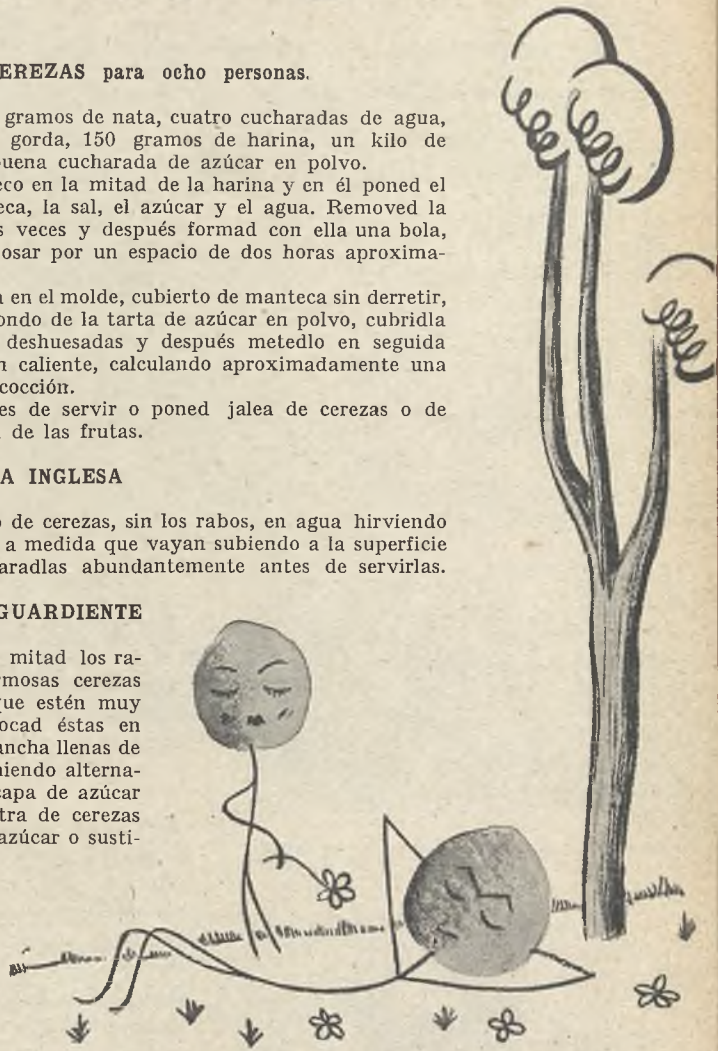 EREZAS para ocho personas.
gramos de nata, cuatro cucharadas de agua,
gorda, 150 gramos de harina, un kilo de
buena cucharada de azúcar en polvo.
eco en la mitad de la harina y en él poned el
eca, la sal, el azúcar y el agua. Removed la
s veces y después formad con ella una bola,
osar por un espacio de dos horas aproxima-
en el molde, cubierto de manteca sin derretir,
ondo de la tarta de azúcar en polvo, cubridla
deshuesadas y después metedlo en seguida
caliente, calculando aproximadamente una
cocción.
es de servir o poned jalea de cerezas o de
de las frutas.
A INGLESA
de cerezas, sin los rabos, en agua hirviendo
a medida que vayan subiendo a la superficie
aradlas abundantemente antes de servirlas.
GUARDIENTE
mitad los ra-
rmosas cerezas
que estén muy
ocad éstas en
ancha llenas de
niendo alterna-
capa de azúcar
tra de cerezas
azúcar o susti-